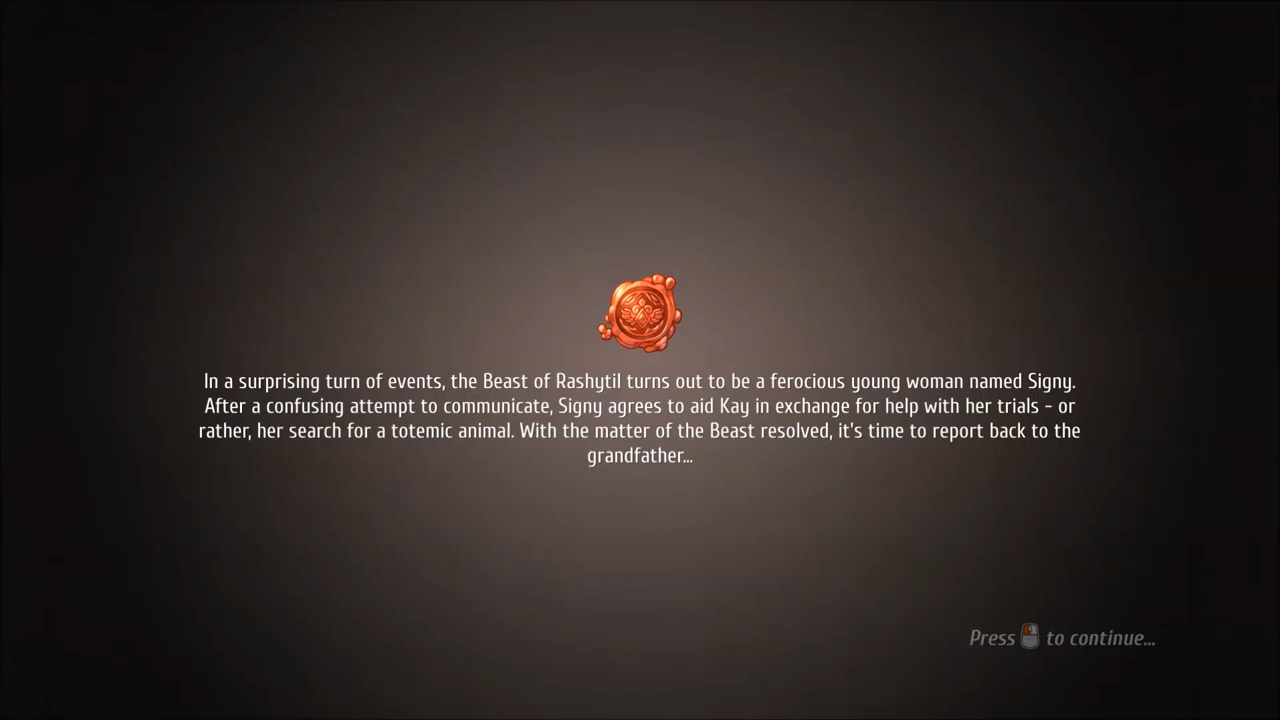 In a surprising turn of events, the Beast of Rashytil turns out to be a ferocious young woman named Signy.
After a confusing attempt to communicate, Signy agrees to aid Kay in exchange for help with her trials - or
rather, her search for a totemic animal. With the matter of the Beast resolved, it's time to report back to the
grandfather...
Press to continue...